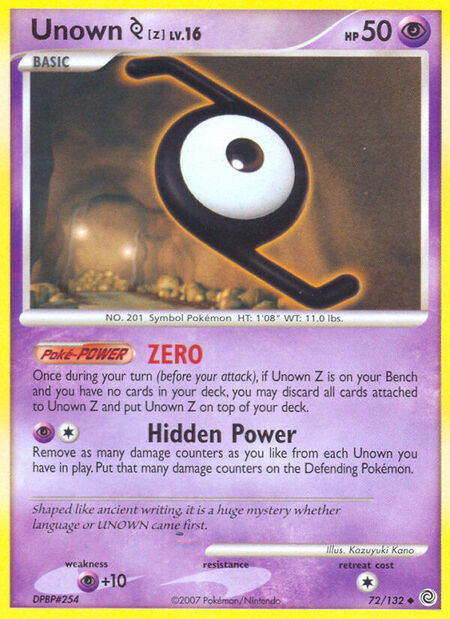 Unown [Z] LV.16 HP 50
BASIC
NO. 201 Symbol Pokémon HT: 1'08" WT: 11.0 lbs.
Poké-POWER ZERO
Once during your turn (before your attack), if Unown Z is on your Bench
and you have no cards in your deck, you may discard all cards attached
to Unown Z and put Unown Z on top of your deck.
Hidden Power
Remove as many damage counters as you like from each Unown you
have in play. Put that many damage counters on the Defending Pokémon.
Shaped like ancient writing, it is a huge mystery whether
language or UNOWN came first.
Illus. Kazuyuki Kano
weakness resistance retreat cost
+10
DPBP#254 ©2007 Pokémon/Nintendo 72/132